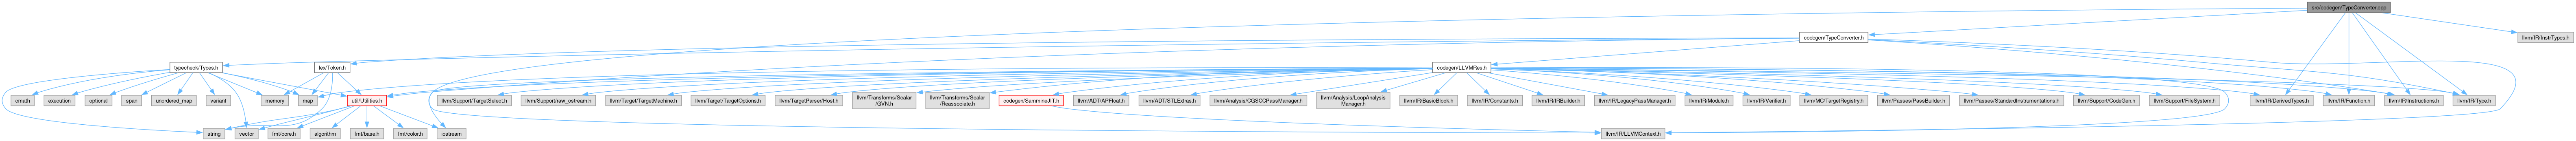 src/codegen/TypeConverter.cpp
codegen/TypeConverter.h
llvm/IR/InstrTypes.h
typecheck/Types.h
lex/Token.h
codegen/LLVMRes.h
cmath
execution
optional
span
unordered_map
variant
memory
map
util/Utilities.h
llvm/Support/TargetSelect.h
llvm/Support/raw_ostream.h
llvm/Target/TargetMachine.h
llvm/Target/TargetOptions.h
llvm/TargetParser/Host.h
llvm/Transforms/Scalar
/GVN.h
llvm/Transforms/Scalar
/Reassociate.h
codegen/SammineJIT.h
llvm/ADT/APFloat.h
llvm/ADT/STLExtras.h
llvm/Analysis/CGSCCPassManager.h
llvm/Analysis/LoopAnalysis
Manager.h
llvm/IR/BasicBlock.h
llvm/IR/Constants.h
llvm/IR/IRBuilder.h
llvm/IR/LegacyPassManager.h
llvm/IR/Module.h
llvm/IR/Verifier.h
llvm/MC/TargetRegistry.h
llvm/Passes/PassBuilder.h
llvm/Passes/StandardInstrumentations.h
llvm/Support/CodeGen.h
llvm/Support/FileSystem.h
llvm/IR/DerivedTypes.h
llvm/IR/Function.h
llvm/IR/Instructions.h
llvm/IR/Type.h
string
vector
fmt/core.h
algorithm
fmt/base.h
fmt/color.h
iostream
llvm/IR/LLVMContext.h